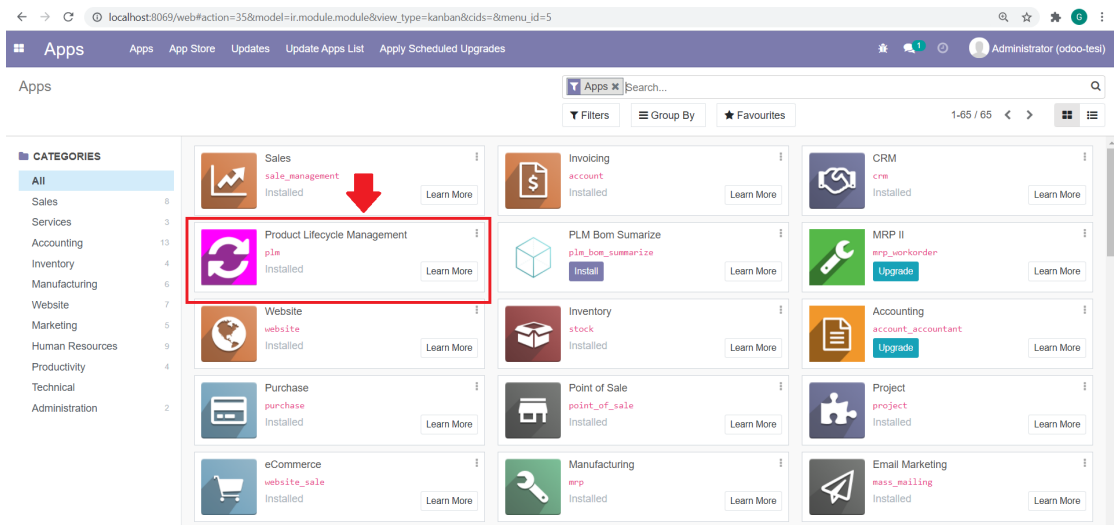 localhost:8069/web#action=35&model=ir.module.module&view_type=kanban&cids=&menu_id=5
G
Apps Apps App Store Updates Update Apps List Apply Scheduled Upgrades 1 Administrator (odoo-tesi)
Apps
Apps Search...
Filters Group By Favourites 1-65 / 65
CATEGORIES
All
Sales 8
Services 3
Accounting 13
Inventory 4
Manufacturing 6
Website 7
Marketing 5
Human Resources 9
Productivity 4
Technical
Administration 2
Sales
sale_management
Installed
Learn More
Invoicing
account
Installed
Learn More
CRM
crm
Installed
Learn More
Product Lifecycle Management
plm
Installed
Learn More
PLM Bom Sumarize
plm_bom_summarize
Install
Learn More
MRP II
mrp_workorder
Upgrade
Learn More
Website
website
Installed
Learn More
Inventory
stock
Installed
Learn More
Accounting
account_accountant
Upgrade
Learn More
Purchase
purchase
Installed
Learn More
Point of Sale
point_of_sale
Installed
Learn More
Project
project
Installed
Learn More
eCommerce
website_sale
Installed
Learn More
Manufacturing
mrp
Installed
Learn More
Email Marketing
mass_mailing
Installed
Learn More